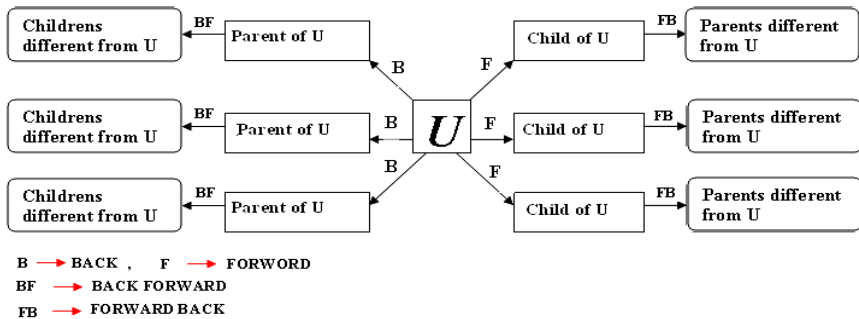 Childrens
different from U
BF
Parent of U
B
F
Child of U
FB
Parents different
from U
Childrens
different from U
BF
Parent of U
B
U
F
Child of U
FB
Parents different
from U
Childrens
different from U
BF
Parent of U
B
F
Child of U
FB
Parents different
from U
B → BACK , F → FORWORD
BF → BACK FORWARD
FB → FORWARD BACK